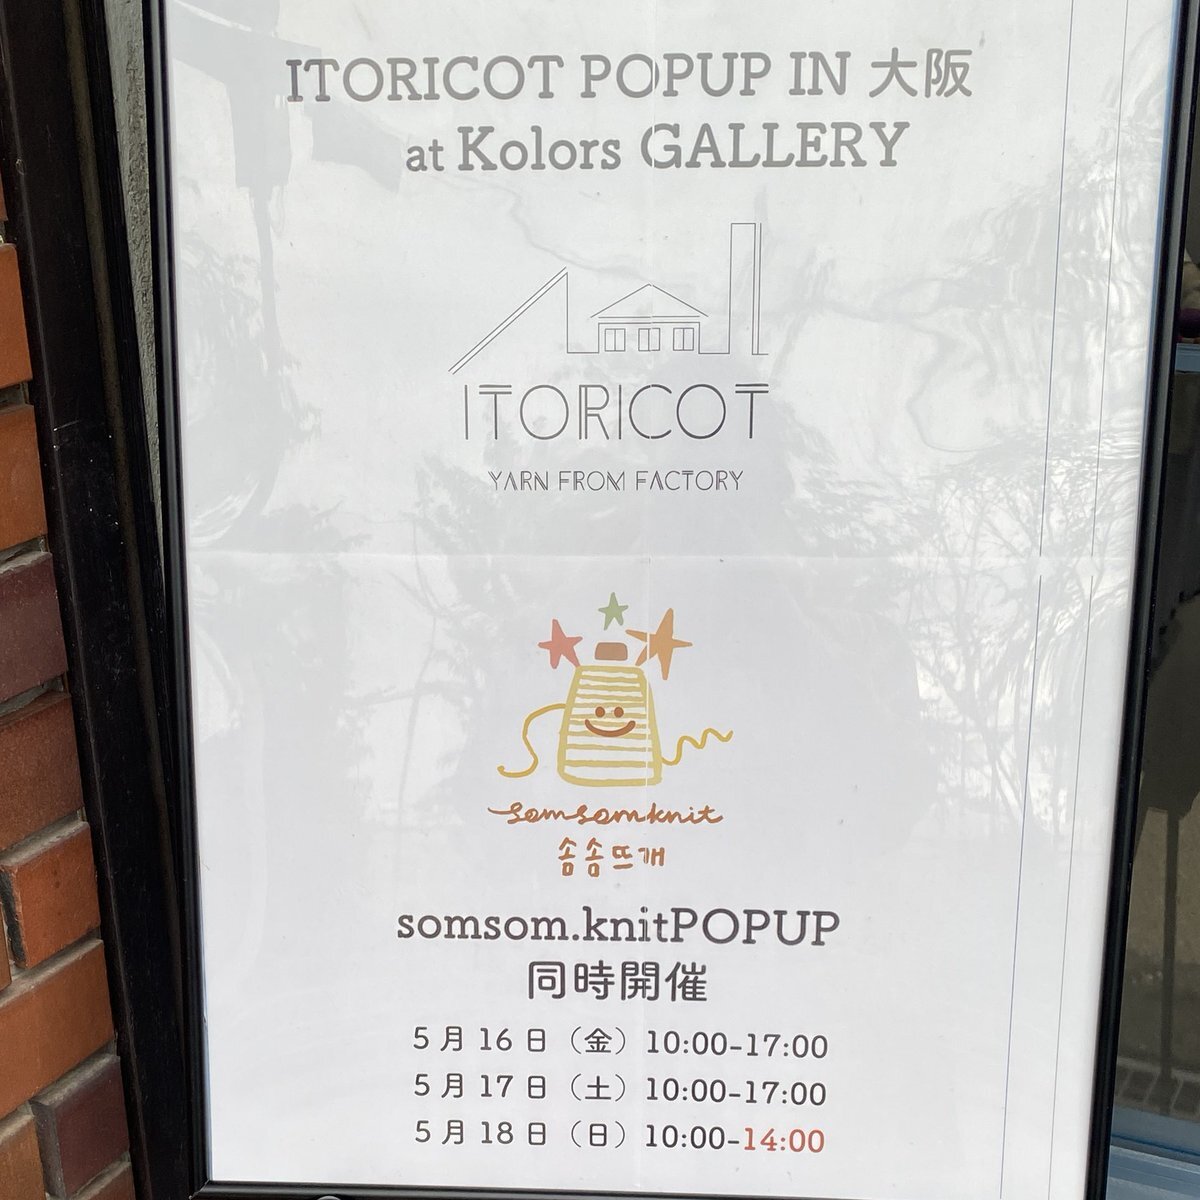 ITORICOT POPUP IN 大阪
at Kolors GALLERY
ITORICOT
YARN FROM FACTORY
somsomknit
솜솜뜨개
somsom.knitPOPUP
同時開催
5月16日（金）10:00-17:00
5月17日（土）10:00-17:00
5月18日（日）10:00-14:00